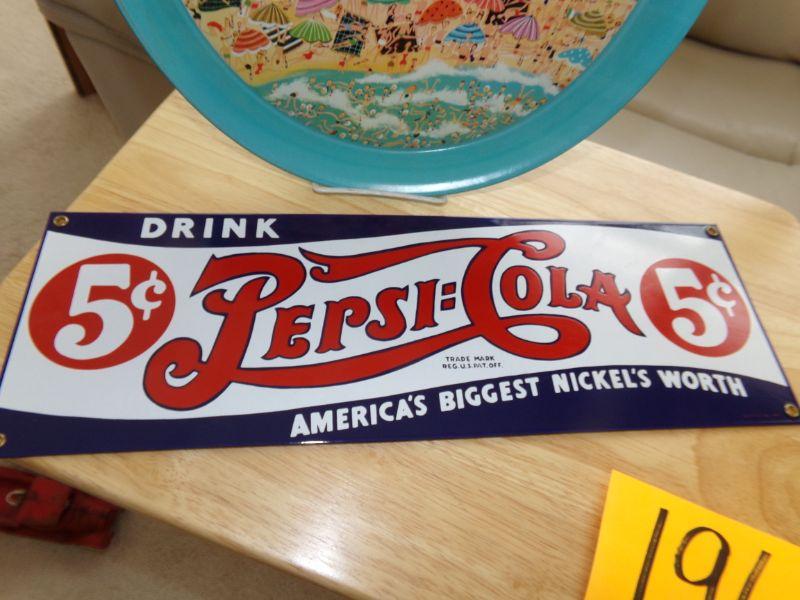 DRINK
5¢ PEPSI:COLA 5¢
TRADE MARK
REG. U.S. PAT. OFF.
AMERICA'S BIGGEST NICKEL'S WORTH
191